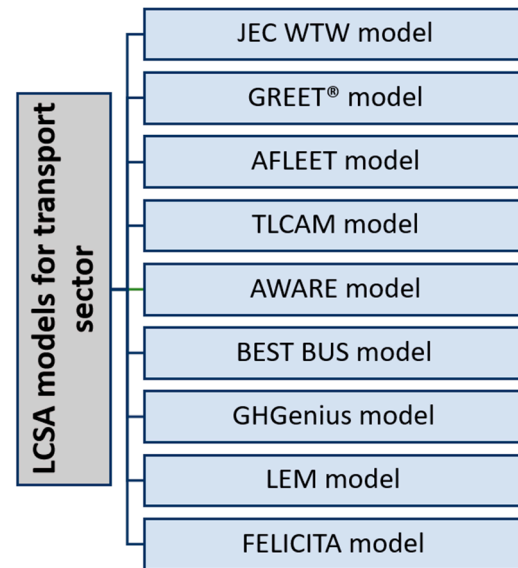 LCSA models for transport
sector
JEC WTW model
GREET® model
AFLEET model
TLCAM model
AWARE model
BEST BUS model
GHGenius model
LEM model
FELICITA model